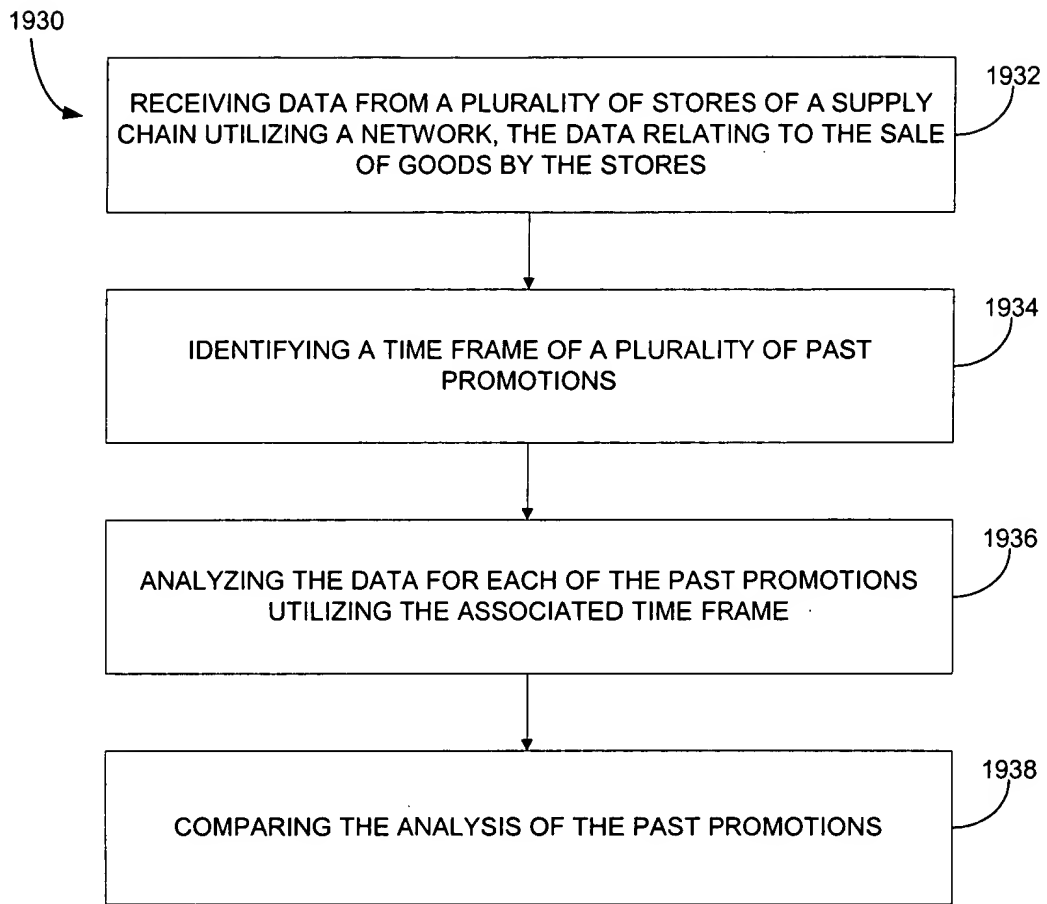 1930
1932
RECEIVING DATA FROM A PLURALITY OF STORES OF A SUPPLY
CHAIN UTILIZING A NETWORK, THE DATA RELATING TO THE SALE
OF GOODS BY THE STORES
1934
IDENTIFYING A TIME FRAME OF A PLURALITY OF PAST
PROMOTIONS
1936
ANALYZING THE DATA FOR EACH OF THE PAST PROMOTIONS
UTILIZING THE ASSOCIATED TIME FRAME
1938
COMPARING THE ANALYSIS OF THE PAST PROMOTIONS